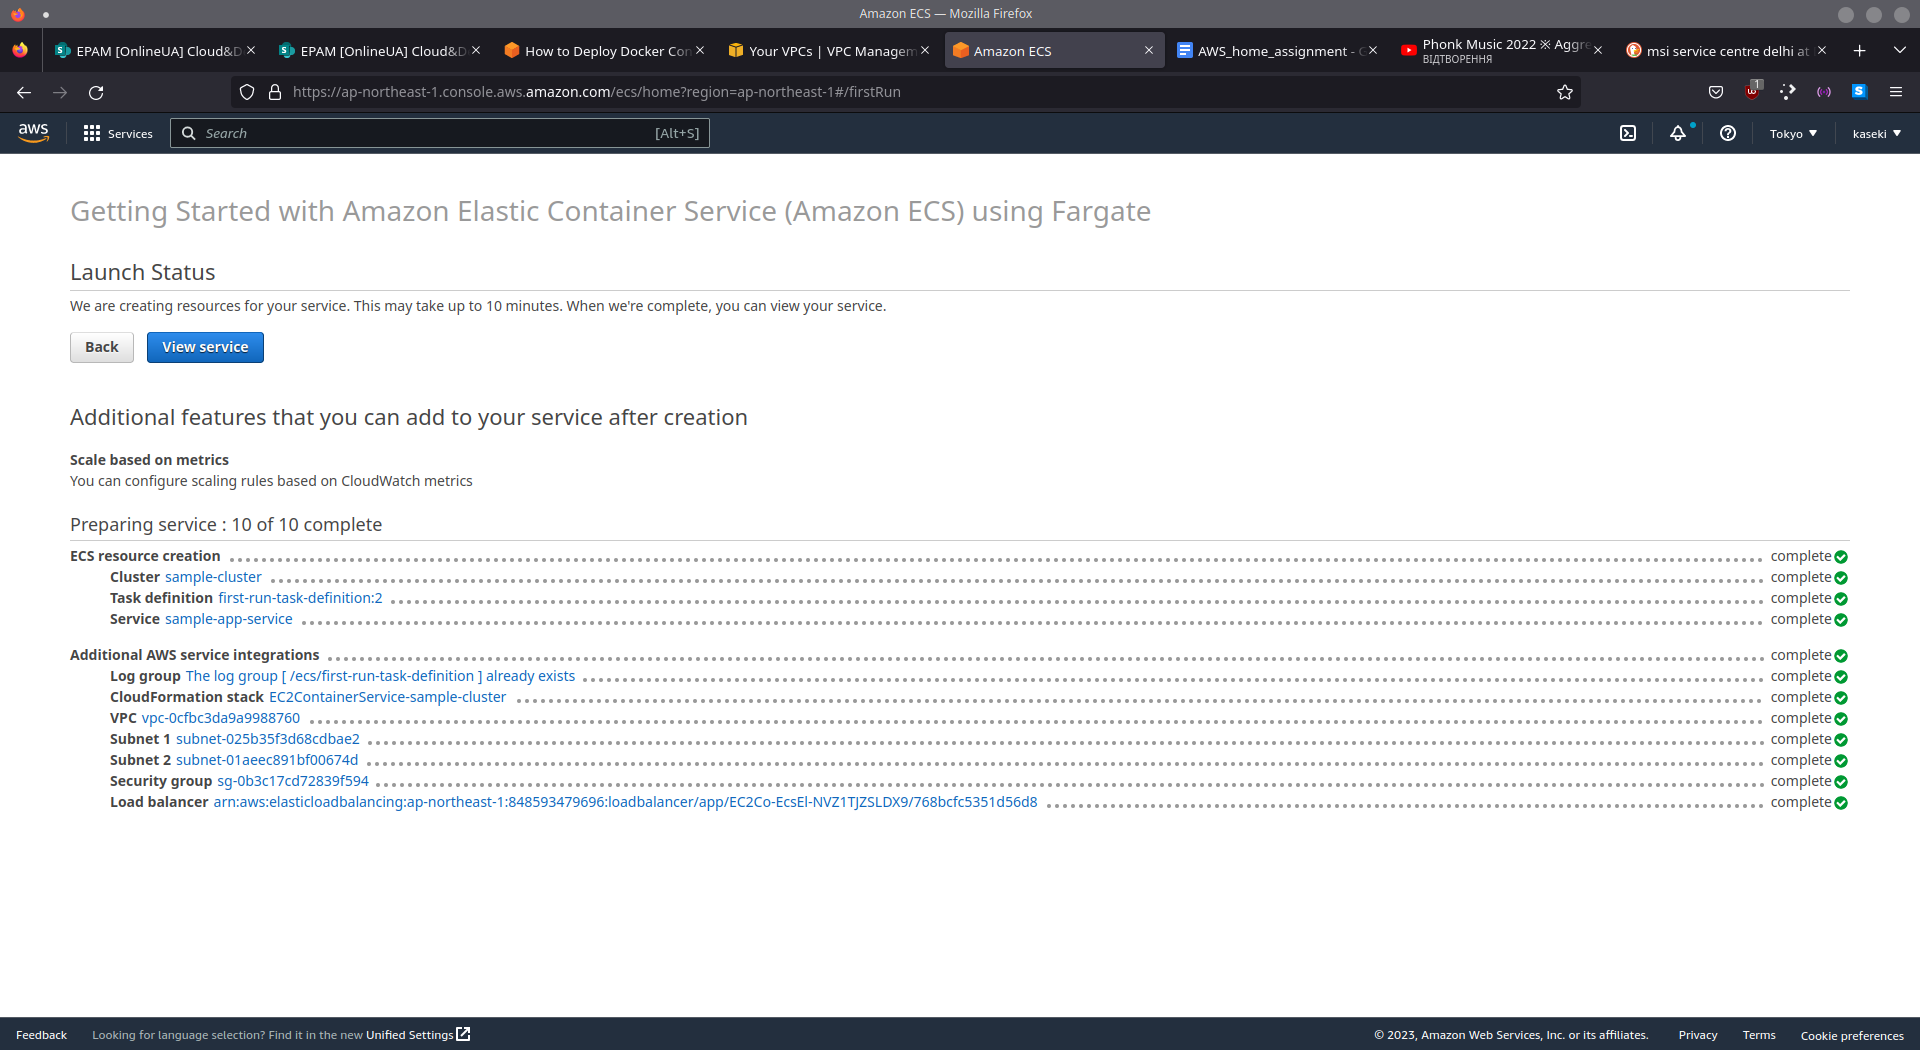 Amazon ECS — Mozilla Firefox
EPAM [OnlineUA] Cloud&D
EPAM [OnlineUA] Cloud&D
How to Deploy Docker Con
Your VPCs | VPC Managem
Amazon ECS
AWS_home_assignment - G
Phonk Music 2022 ※ Aggre
ВІДТВОРЕННЯ
msi service centre delhi at
https://ap-northeast-1.console.aws.amazon.com/ecs/home?region=ap-northeast-1#/firstRun
1
aws
Services
Search
[Alt+S]
Tokyo
kaseki
Getting Started with Amazon Elastic Container Service (Amazon ECS) using Fargate
Launch Status
We are creating resources for your service. This may take up to 10 minutes. When we're complete, you can view your service.
Back
View service
Additional features that you can add to your service after creation
Scale based on metrics
You can configure scaling rules based on CloudWatch metrics
Preparing service : 10 of 10 complete
ECS resource creation complete
Cluster sample-cluster complete
Task definition first-run-task-definition:2 complete
Service sample-app-service complete
Additional AWS service integrations complete
Log group The log group [ /ecs/first-run-task-definition ] already exists complete
CloudFormation stack EC2ContainerService-sample-cluster complete
VPC vpc-0cfbc3da9a9988760 complete
Subnet 1 subnet-025b35f3d68cdbae2 complete
Subnet 2 subnet-01aeec891bf00674d complete
Security group sg-0b3c17cd72839f594 complete
Load balancer arn:aws:elasticloadbalancing:ap-northeast-1:848593479696:loadbalancer/app/EC2Co-EcsEl-NVZ1TJZSLDX9/768bcfc5351d56d8 complete
Feedback
Looking for language selection? Find it in the new Unified Settings
© 2023, Amazon Web Services, Inc. or its affiliates.
Privacy
Terms
Cookie preferences